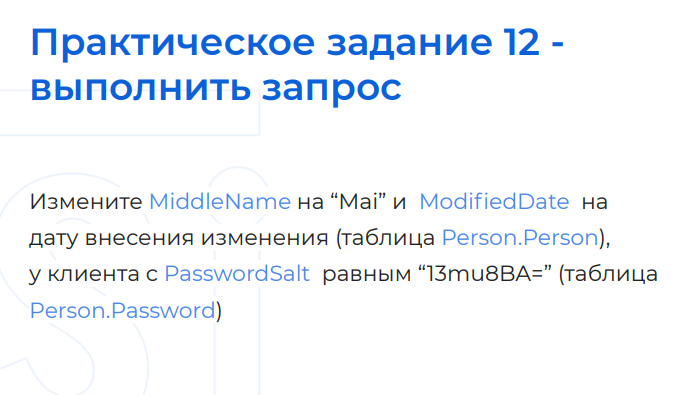 Практическое задание 12 -
выполнить запрос
Измените MiddleName на “Mai” и ModifiedDate на
дату внесения изменения (таблица Person.Person),
у клиента с PasswordSalt равным “13mu8BA=” (таблица
Person.Password)